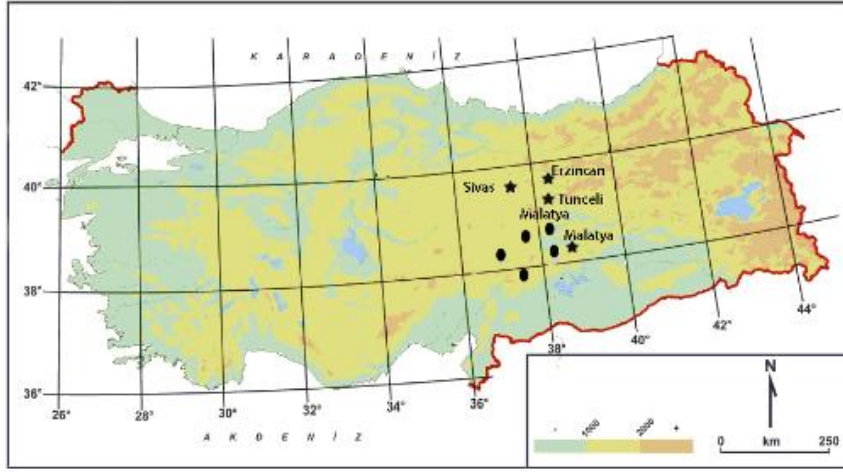 K A R A D E N İ Z
42°
Erzincan
Sivas
40°
Tunceli
Malatya
Malatya
38°
44°
42°
40°
38°
36°
36°
26°
28°
30°
32°
34°
A K D E N İ Z
N
- 1000 2000 +
0 km 250